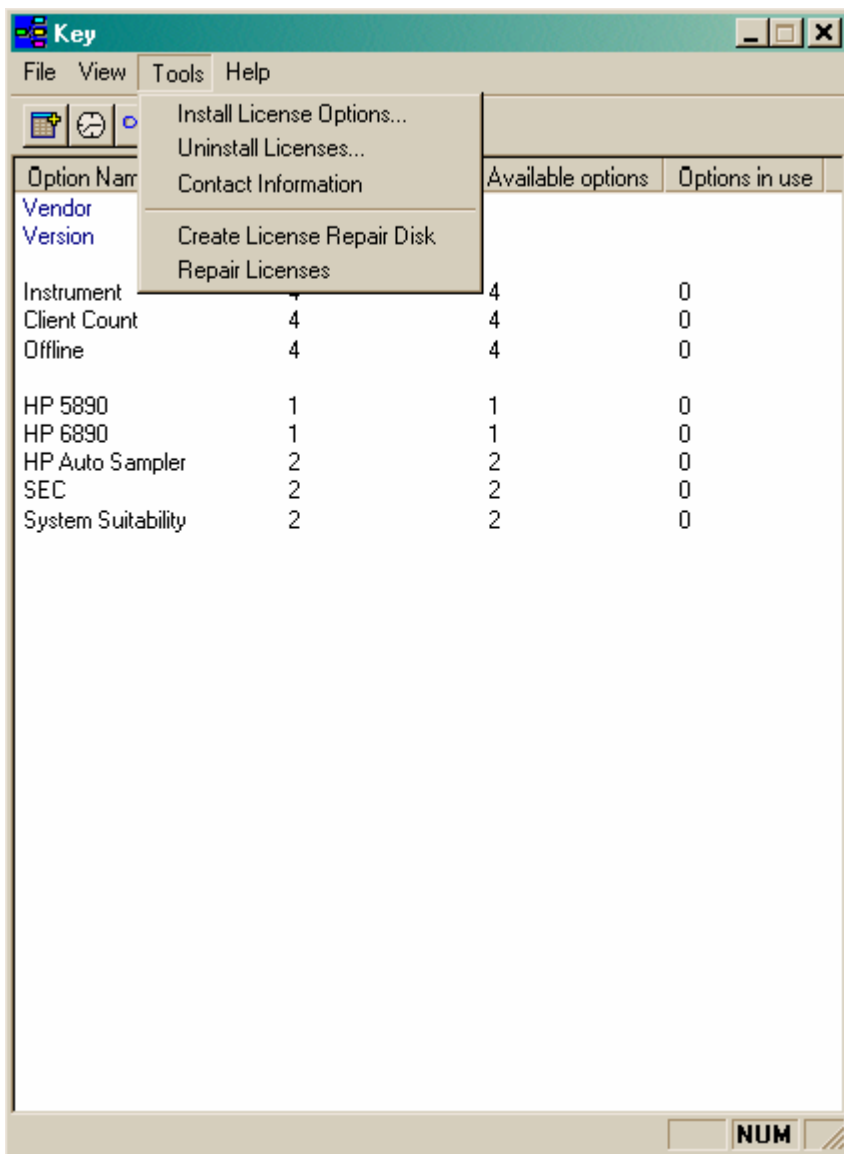 Key
File View Tools Help
Install License Options...
Uninstall Licenses...
Contact Information
Create License Repair Disk
Repair Licenses
Option Nam Available options Options in use
Vendor
Version
Instrument 4 4 0
Client Count 4 4 0
Offline 4 4 0
HP 5890 1 1 0
HP 6890 1 1 0
HP Auto Sampler 2 2 0
SEC 2 2 0
System Suitability 2 2 0
NUM